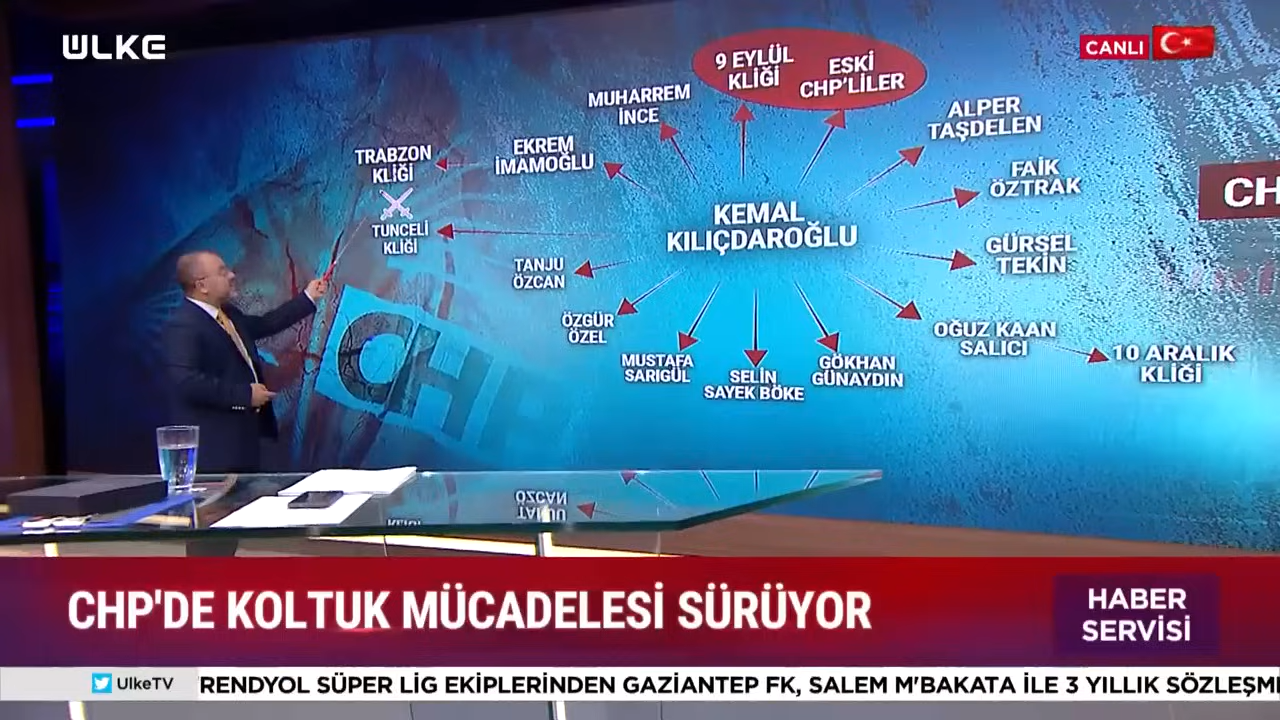 ÜLKE
CANLI
9 EYLÜL
KLİĞİ
ESKİ
CHP'LİLER
MUHARREM
İNCE
ALPER
TAŞDELEN
EKREM
İMAMOĞLU
TRABZON
KLİĞİ
FAİK
ÖZTRAK
CH
KEMAL
KILIÇDAROĞLU
TUNCELİ
KLİĞİ
GÜRSEL
TEKİN
TANJU
ÖZCAN
ÖZGÜR
ÖZEL
OĞUZ KAAN
SALICI
10 ARALIK
KLİĞİ
MUSTAFA
SARIGÜL
SELİN
SAYEK BÖKE
GÖKHAN
GÜNAYDIN
CHP
CHP'DE KOLTUK MÜCADELESİ SÜRÜYOR
HABER
SERVİSİ
UlkeTV
RENDYOL SÜPER LİG EKİPLERİNDEN GAZİANTEP FK, SALEM M'BAKATA İLE 3 YILLIK SÖZLEŞM